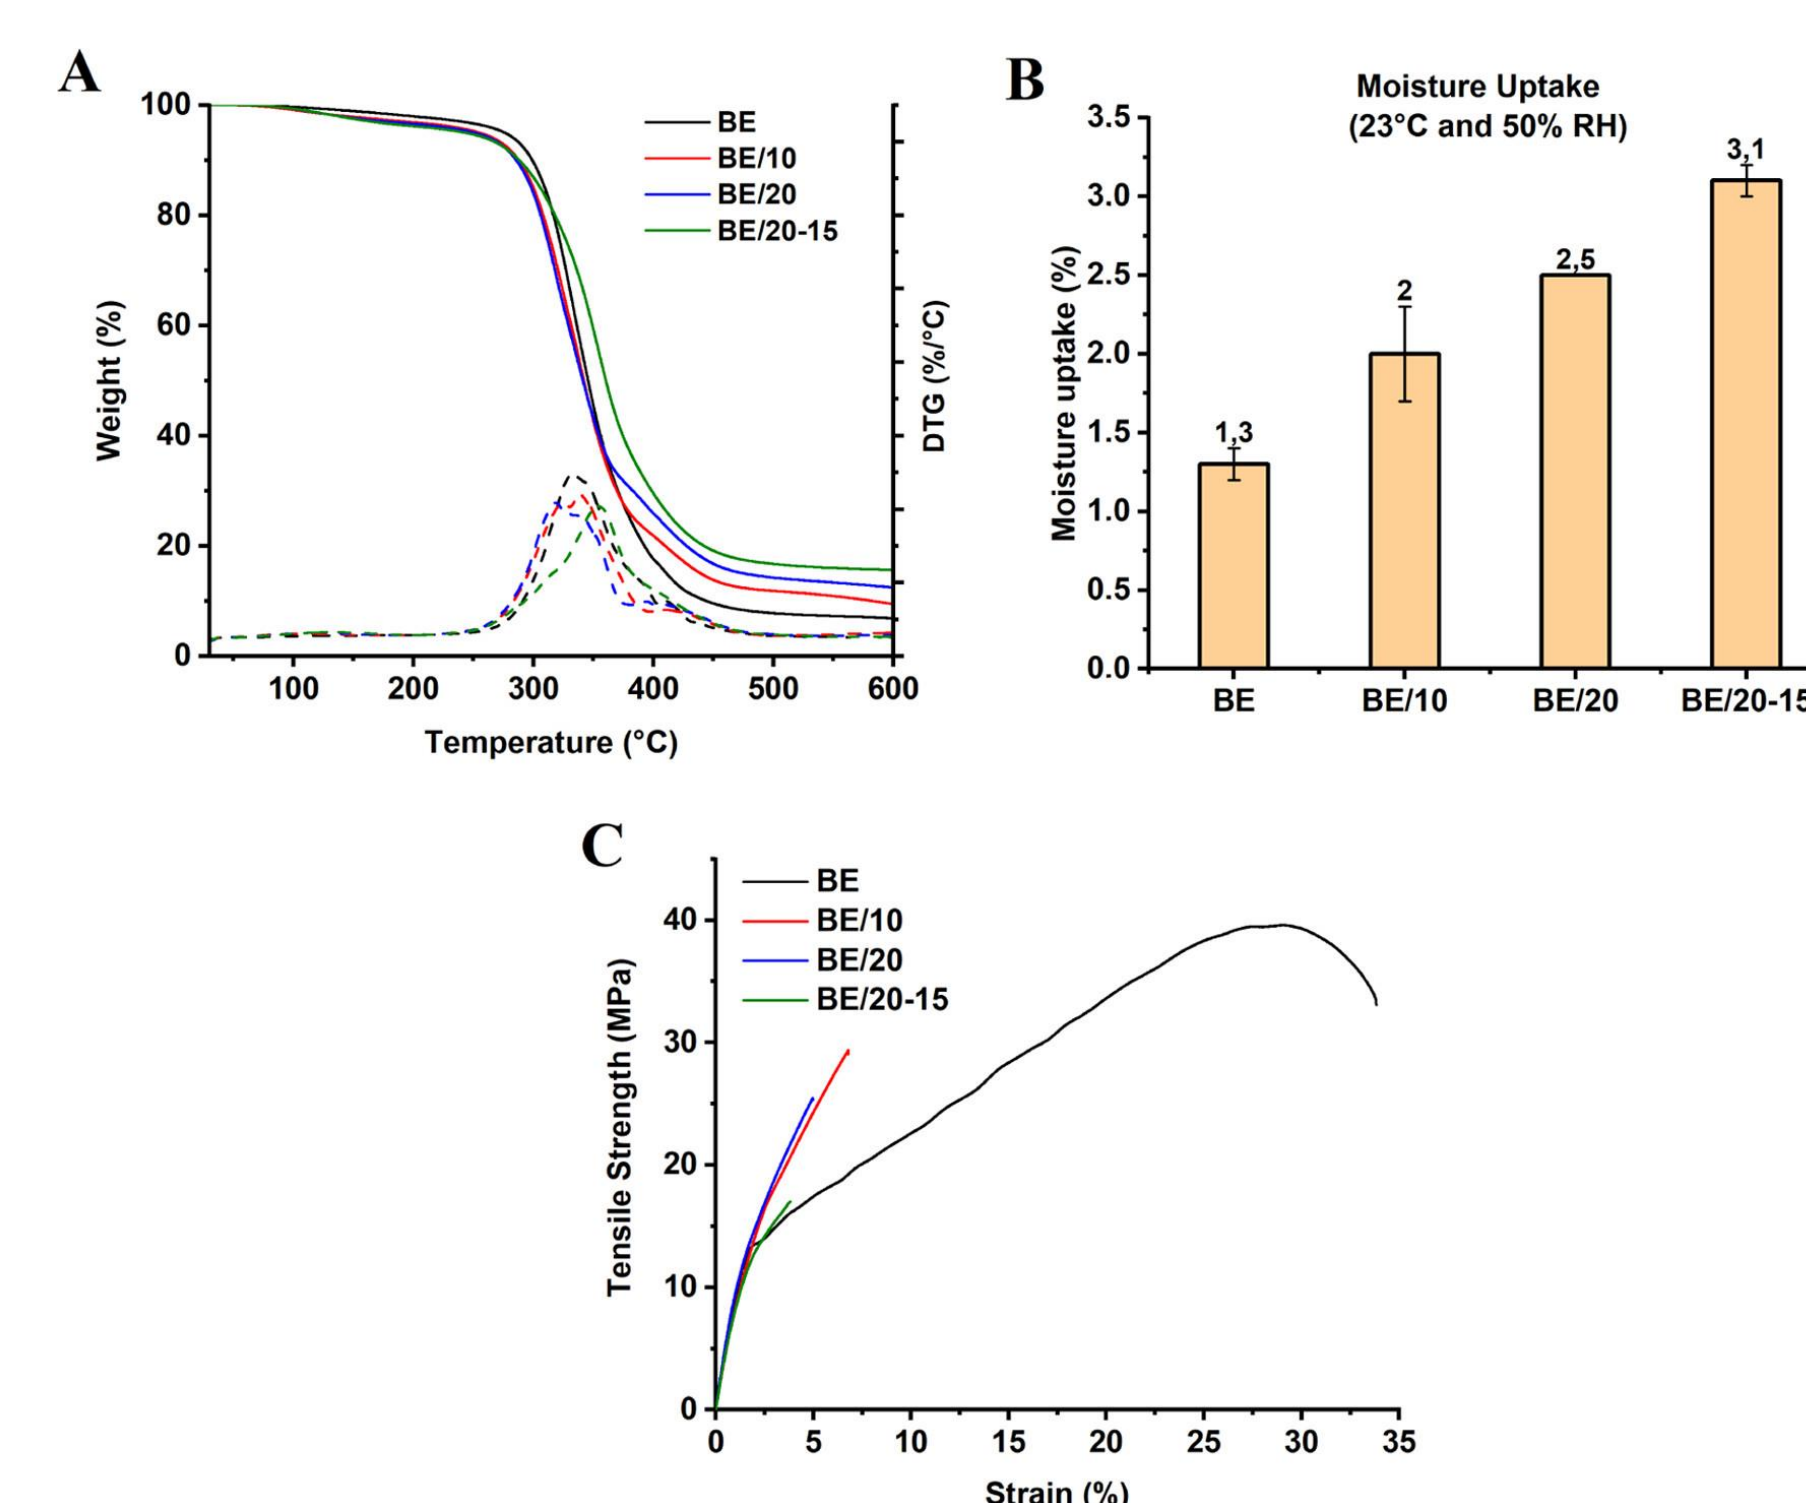 A
100
80
60
40
20
0
Weight (%)
BE
BE/10
BE/20
BE/20-15
DTG (%/°C)
100 200 300 400 500 600
Temperature (°C)
B
Moisture Uptake
(23°C and 50% RH)
3.5
3.0
2.5
2.0
1.5
1.0
0.5
0.0
Moisture uptake (%)
1,3
2
2,5
3,1
BE BE/10 BE/20 BE/20-15
C
40
30
20
10
0
Tensile Strength (MPa)
BE
BE/10
BE/20
BE/20-15
0 5 10 15 20 25 30 35
Strain (%)